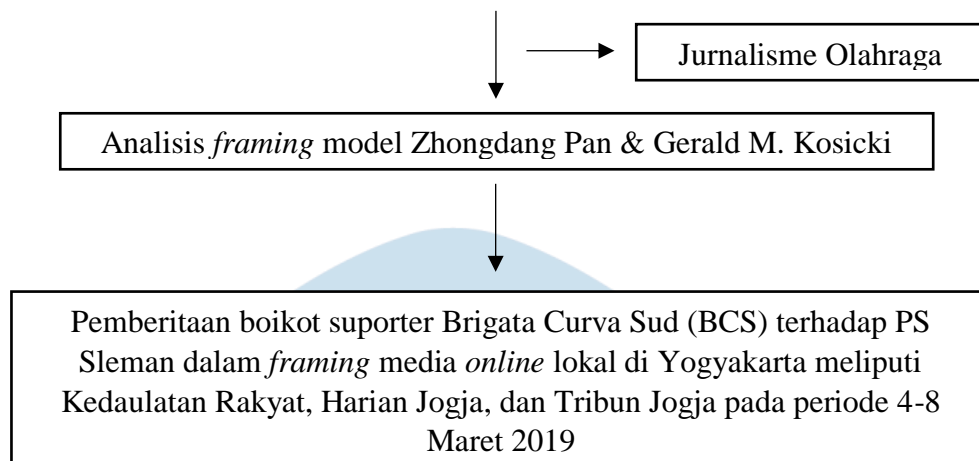 Jurnalisme Olahraga
Analisis framing model Zhongdang Pan & Gerald M. Kosicki
Pemberitaan boikot suporter Brigata Curva Sud (BCS) terhadap PS
Sleman dalam framing media online lokal di Yogyakarta meliputi
Kedaulatan Rakyat, Harian Jogja, dan Tribun Jogja pada periode 4-8
Maret 2019